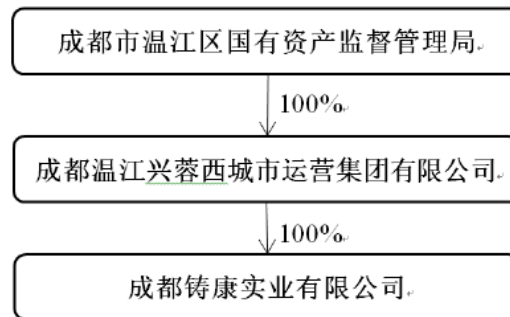 成都市温江区国有资产监督管理局
100%
成都温江兴蓉西城市运营集团有限公司
100%
成都铸康实业有限公司